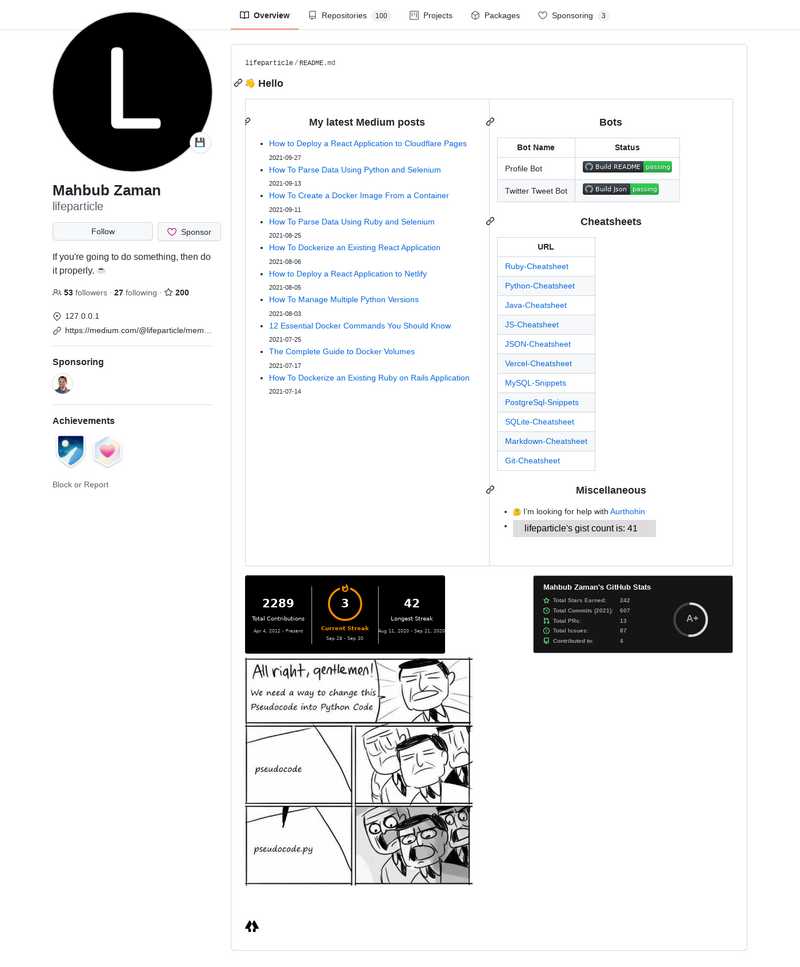 Overview
Repositories 100
Projects
Packages
Sponsoring 3
L
Mahbub Zaman
lifeparticle
Follow
Sponsor
If you're going to do something, then do
it properly.
53 followers · 27 following · 200
127.0.0.1
https://medium.com/@lifeparticle/mem...
Sponsoring
Achievements
Block or Report
lifeparticle/README.md
👋 Hello
My latest Medium posts
How to Deploy a React Application to Cloudflare Pages
2021-09-27
How To Parse Data Using Python and Selenium
2021-09-13
How To Create a Docker Image From a Container
2021-09-11
How To Parse Data Using Ruby and Selenium
2021-08-25
How To Dockerize an Existing React Application
2021-08-06
How to Deploy a React Application to Netlify
2021-08-05
How To Manage Multiple Python Versions
2021-08-03
12 Essential Docker Commands You Should Know
2021-07-25
The Complete Guide to Docker Volumes
2021-07-17
How To Dockerize an Existing Ruby on Rails Application
2021-07-14
Bots
Bot Name Status
Profile Bot Build README passing
Twitter Tweet Bot Build Json passing
Cheatsheets
URL
Ruby-Cheatsheet
Python-Cheatsheet
Java-Cheatsheet
JS-Cheatsheet
JSON-Cheatsheet
Vercel-Cheatsheet
MySQL-Snippets
PostgreSql-Snippets
SQLite-Cheatsheet
Markdown-Cheatsheet
Git-Cheatsheet
Miscellaneous
I'm looking for help with Aurthohin
lifeparticle's gist count is: 41
2289
Total Contributions
Apr 4, 2012 - Present
3
Current Streak
Sep 28 - Sep 30
42
Longest Streak
Aug 11, 2020 - Sep 21, 2020
Mahbub Zaman's GitHub Stats
Total Stars Earned: 242
Total Commits (2021): 607
Total PRs: 13
Total Issues: 87
Contributed to: 4
A+
All right, gentlemen!
We need a way to change this
Pseudocode into Python Code
pseudocode
pseudocode.py